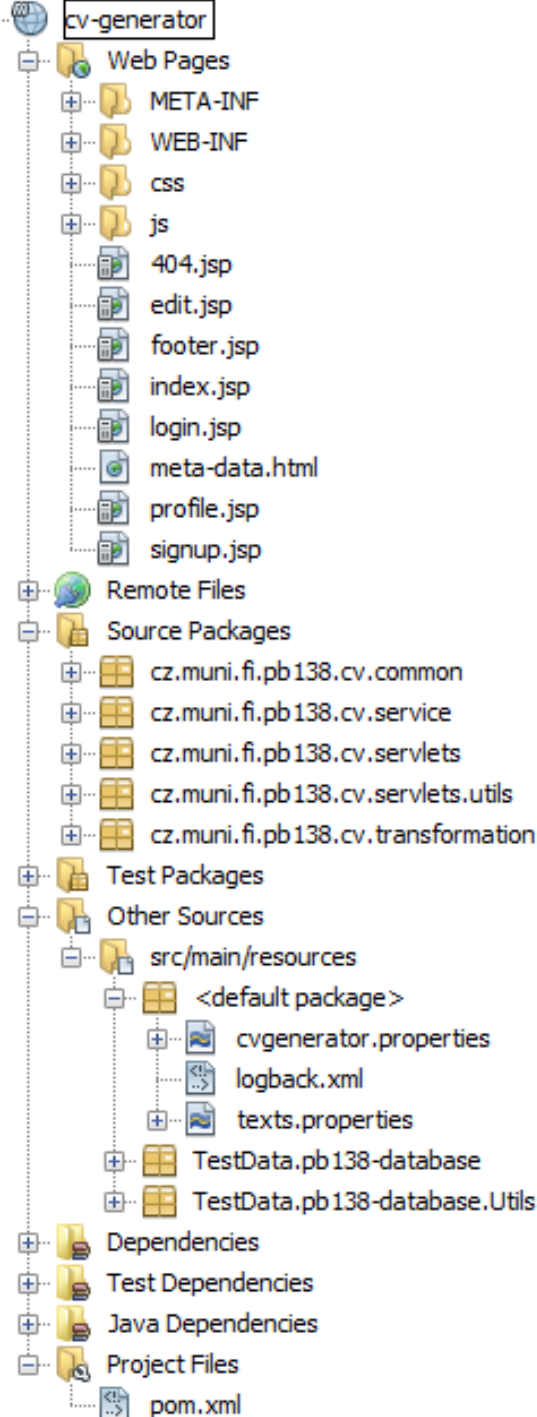 cv-generator
Web Pages
META-INF
WEB-INF
css
js
404.jsp
edit.jsp
footer.jsp
index.jsp
login.jsp
meta-data.html
profile.jsp
signup.jsp
Remote Files
Source Packages
cz.muni.fi.pb138.cv.common
cz.muni.fi.pb138.cv.service
cz.muni.fi.pb138.cv.servlets
cz.muni.fi.pb138.cv.servlets.utils
cz.muni.fi.pb138.cv.transformation
Test Packages
Other Sources
src/main/resources
<default package>
cvgenerator.properties
logback.xml
texts.properties
TestData.pb138-database
TestData.pb138-database.Utils
Dependencies
Test Dependencies
Java Dependencies
Project Files
pom.xml